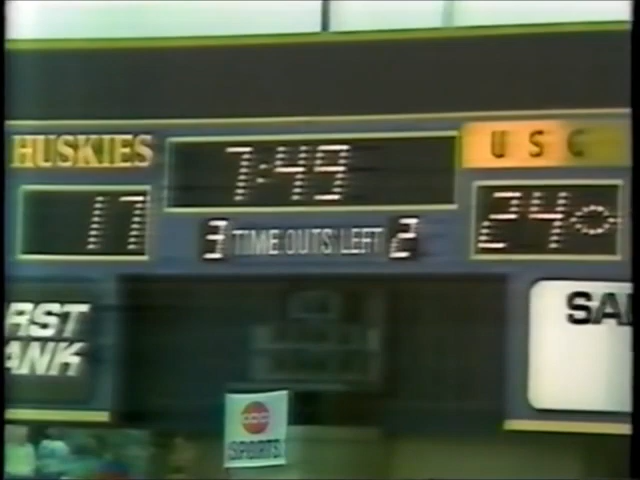 HUSKIES 7:49 USC
17 3 TIME OUTS LEFT 2 24
RST
ANK
SA
SPORTS